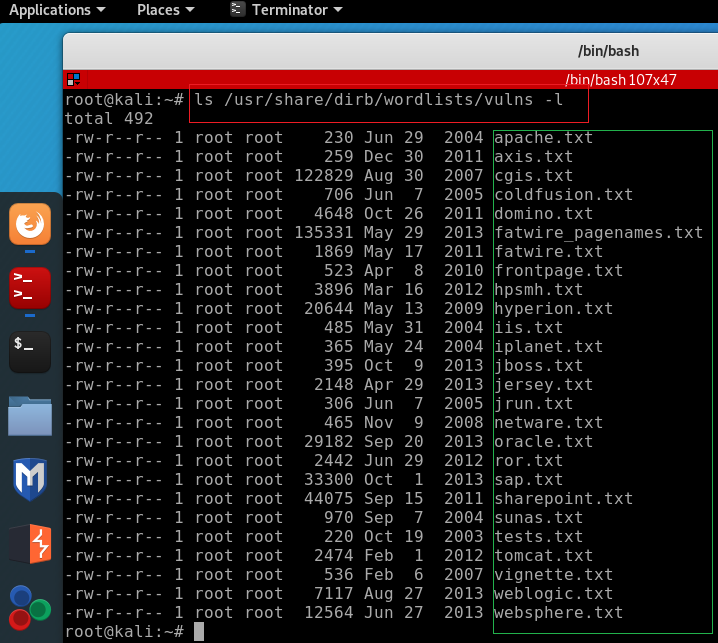 Applications Places Terminator
/bin/bash
/bin/bash 107x47
root@kali:~# ls /usr/share/dirb/wordlists/vulns -l
total 492
-rw-r--r-- 1 root root    230 Jun 29  2004 apache.txt
-rw-r--r-- 1 root root    259 Dec 30  2011 axis.txt
-rw-r--r-- 1 root root 122829 Aug 30  2007 cgis.txt
-rw-r--r-- 1 root root    706 Jun  7  2005 coldfusion.txt
-rw-r--r-- 1 root root   4648 Oct 26  2011 domino.txt
-rw-r--r-- 1 root root 135331 May 29  2013 fatwire_pagenames.txt
-rw-r--r-- 1 root root   1869 May 17  2011 fatwire.txt
-rw-r--r-- 1 root root    523 Apr  8  2010 frontpage.txt
-rw-r--r-- 1 root root   3896 Mar 16  2012 hpsmh.txt
-rw-r--r-- 1 root root  20644 May 13  2009 hyperion.txt
-rw-r--r-- 1 root root    485 May 31  2004 iis.txt
-rw-r--r-- 1 root root    365 May 24  2004 iplanet.txt
-rw-r--r-- 1 root root    395 Oct  9  2013 jboss.txt
-rw-r--r-- 1 root root   2148 Apr 29  2013 jersey.txt
-rw-r--r-- 1 root root    306 Jun  7  2005 jrun.txt
-rw-r--r-- 1 root root    465 Nov  9  2008 netware.txt
-rw-r--r-- 1 root root  29182 Sep 20  2013 oracle.txt
-rw-r--r-- 1 root root   2442 Jun 29  2012 ror.txt
-rw-r--r-- 1 root root  33300 Oct  1  2013 sap.txt
-rw-r--r-- 1 root root  44075 Sep 15  2011 sharepoint.txt
-rw-r--r-- 1 root root    970 Sep  7  2004 sunas.txt
-rw-r--r-- 1 root root    220 Oct 19  2003 tests.txt
-rw-r--r-- 1 root root   2474 Feb  1  2012 tomcat.txt
-rw-r--r-- 1 root root    536 Feb  6  2007 vignette.txt
-rw-r--r-- 1 root root   7117 Aug 27  2013 weblogic.txt
-rw-r--r-- 1 root root  12564 Jun 27  2013 websphere.txt
root@kali:~#